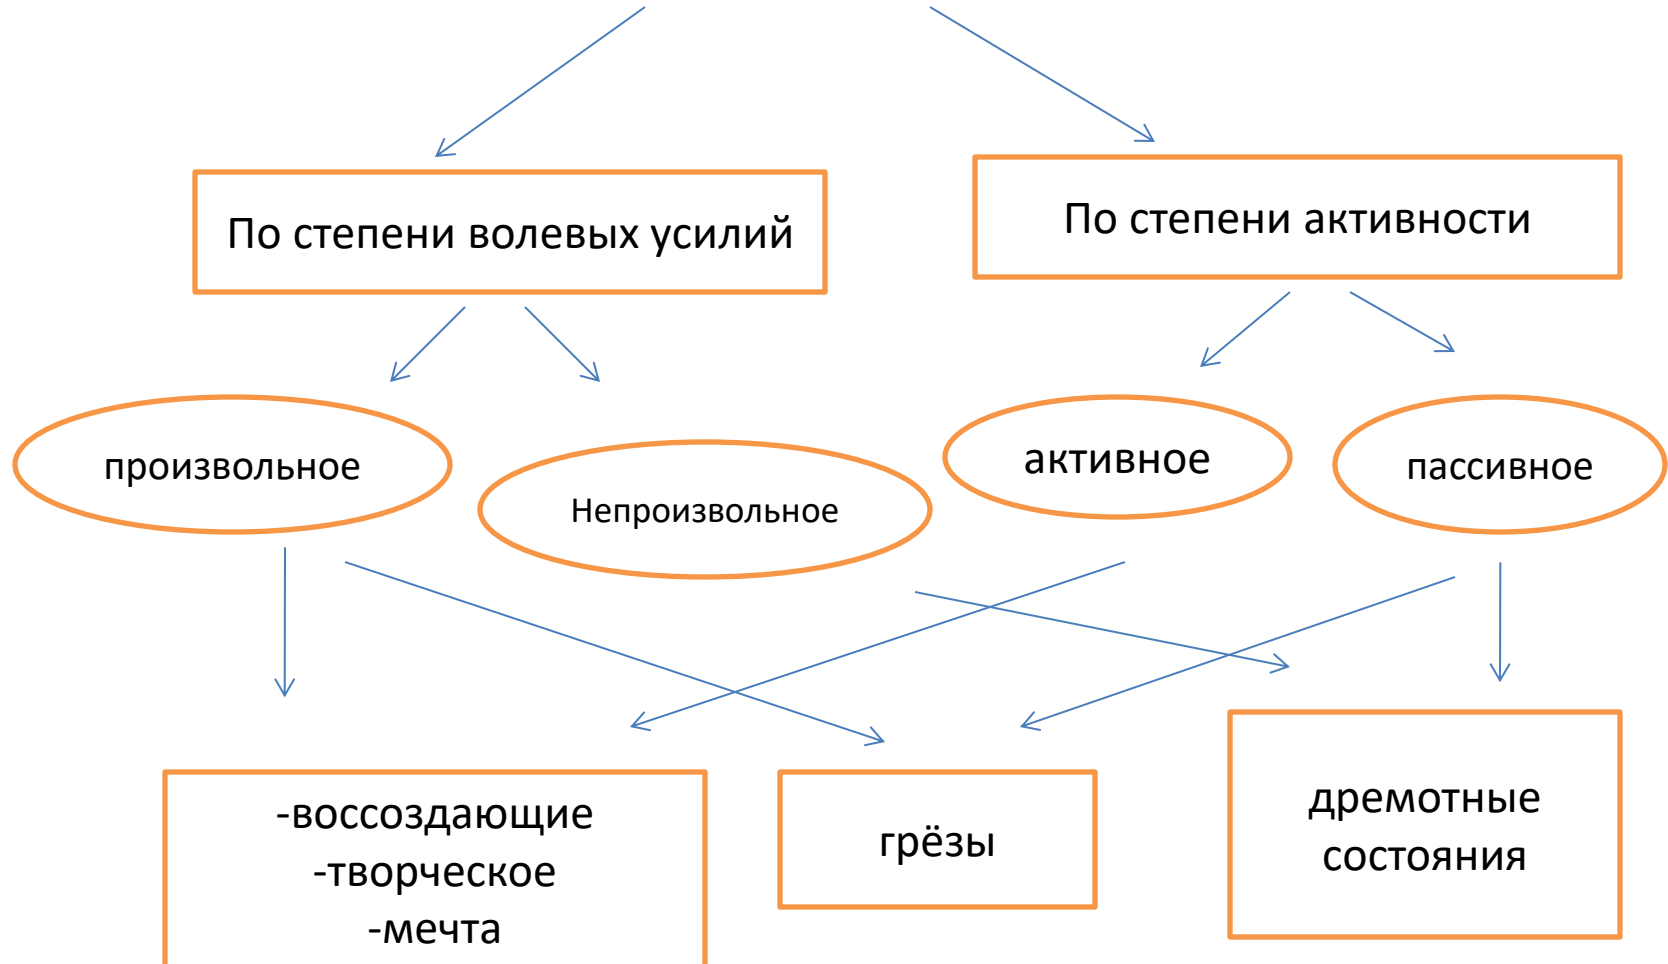 По степени волевых усилий
По степени активности
произвольное
Непроизвольное
активное
пассивное
-воссоздающие
-творческое
-мечта
грёзы
дремотные
состояния